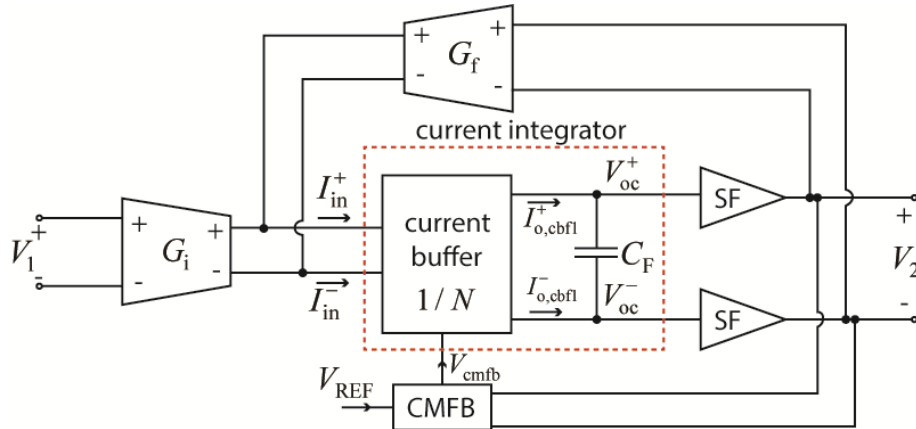 + +
G_f
- -
current integrator
I_in^+
V_oc^+
SF
+ +
V_1
G_i
- -
+
-
current
buffer
1 / N
I_o,cbf1^+
C_F
+
V_2
-
I_in^-
I_o,cbf1^-
V_oc^-
SF
V_cmfb
V_REF
CMFB